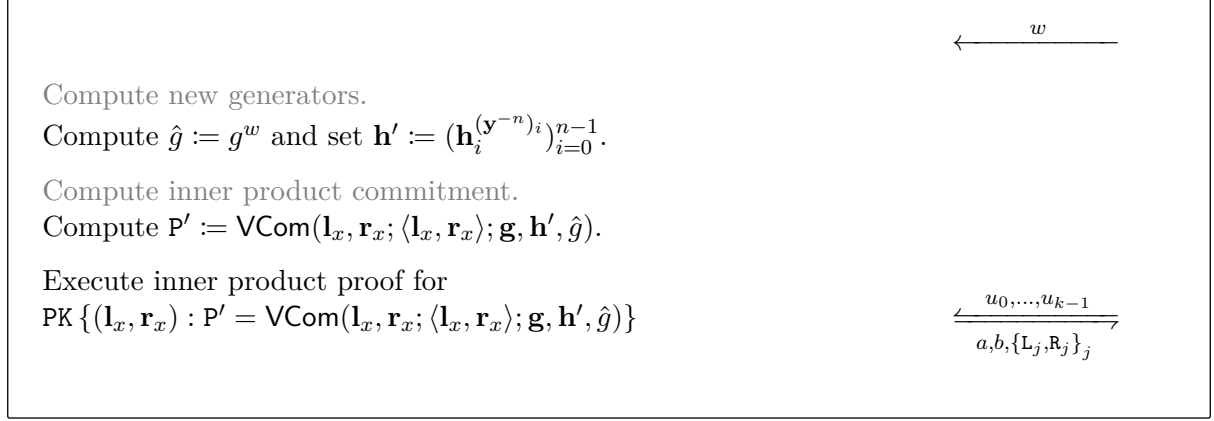 w
Compute new generators.
Compute ĝ := g^w and set h′ := (h_i^{(y^{−n})_i})_{i=0}^{n−1}.
Compute inner product commitment.
Compute P′ := VCom(l_x, r_x; ⟨l_x, r_x⟩; g, h′, ĝ).
Execute inner product proof for
PK {(l_x, r_x) : P′ = VCom(l_x, r_x; ⟨l_x, r_x⟩; g, h′, ĝ)}
u_0,...,u_{k−1}
a,b,{L_j,R_j}_j